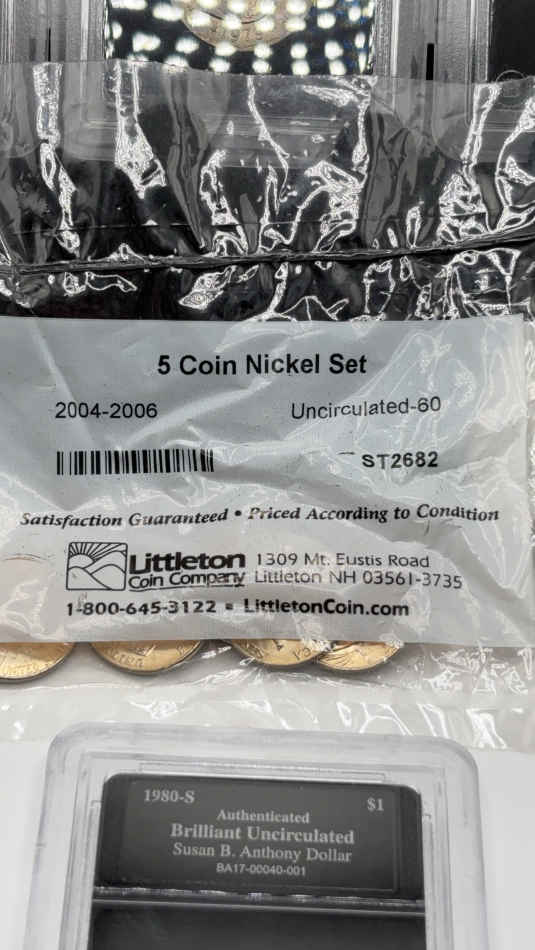 1979
5 Coin Nickel Set
2004-2006 Uncirculated-60
ST2682
Satisfaction Guaranteed • Priced According to Condition
Littleton 1309 Mt. Eustis Road
Coin Company Littleton NH 03561-3735
1-800-645-3122 ▪ LittletonCoin.com
1980-S $1
Authenticated
Brilliant Uncirculated
Susan B. Anthony Dollar
BA17-00040-001